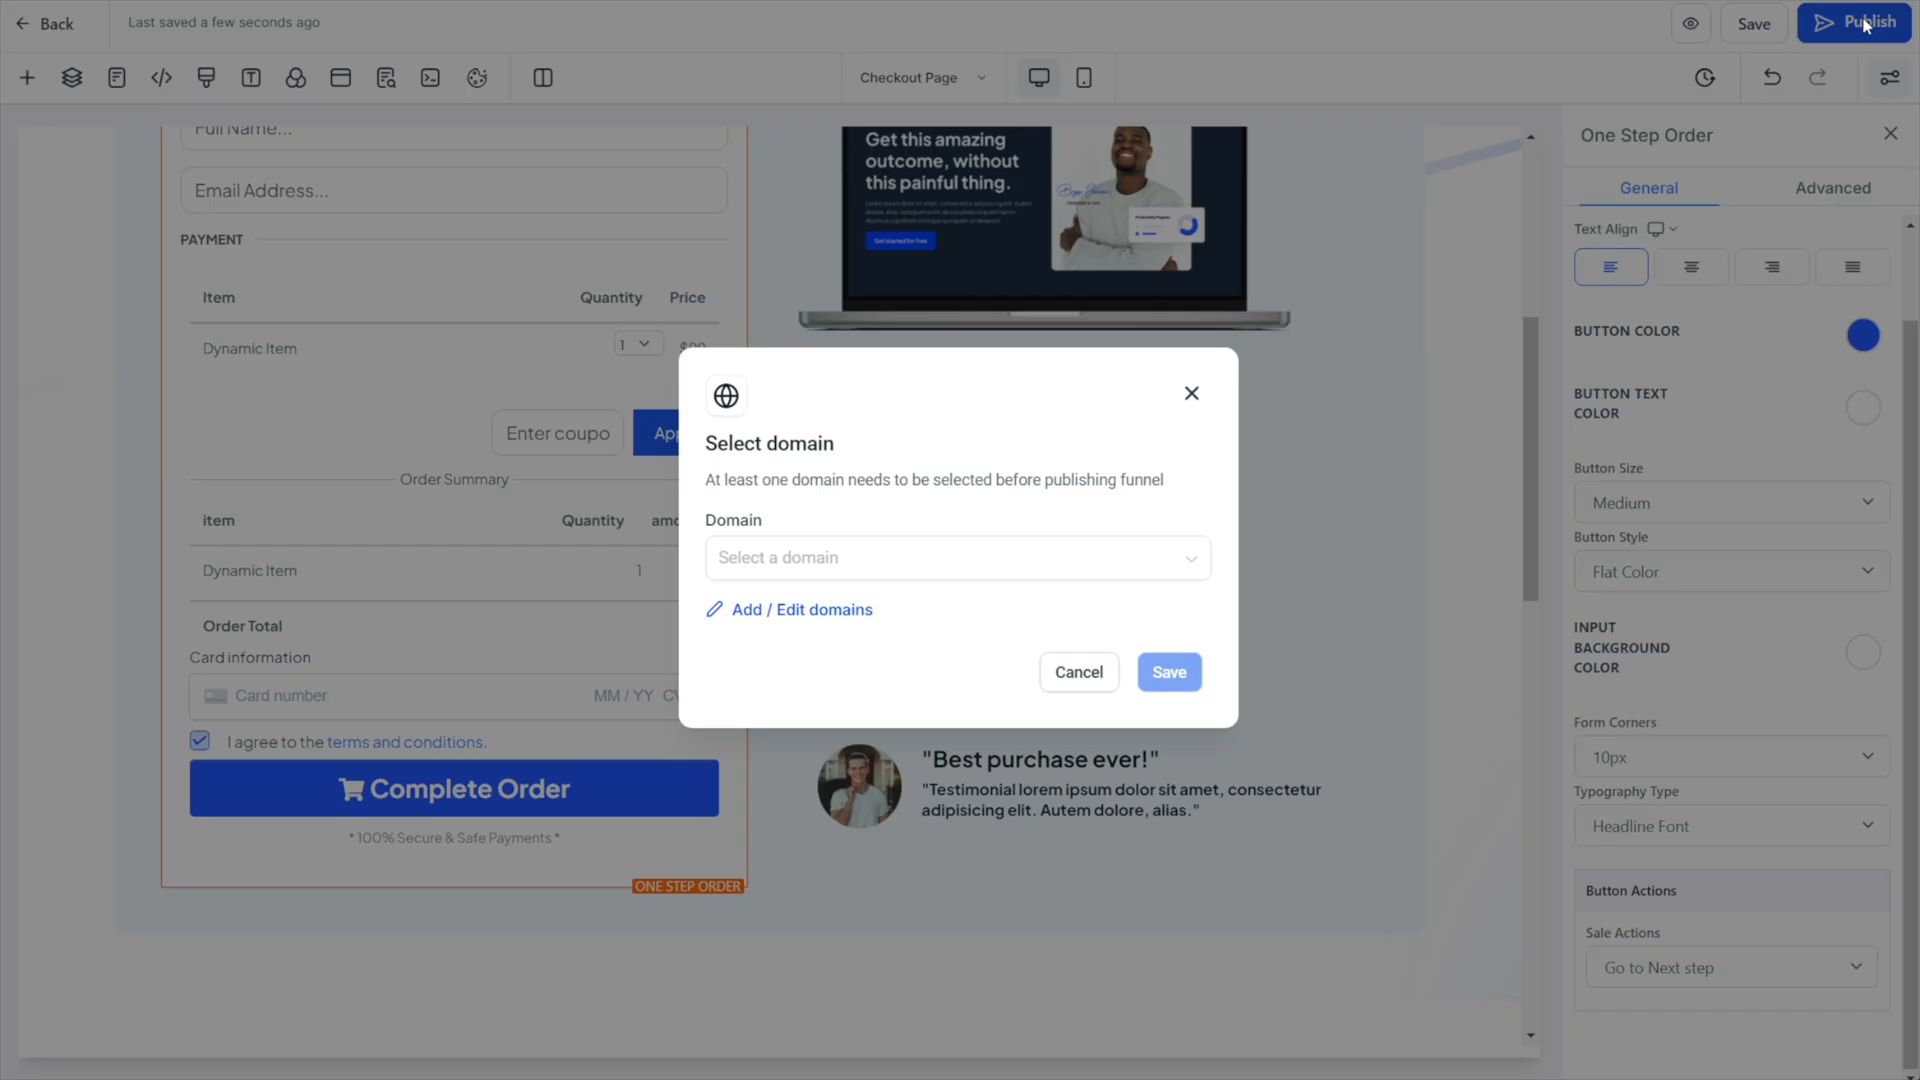 Back
Last saved a few seconds ago
Save
Publish
Checkout Page
Full Name...
Email Address...
PAYMENT
Item Quantity Price
Dynamic Item 1
Enter coupo
App
Order Summary
item Quantity amo
Dynamic Item 1
Order Total
Card information
Card number MM / YY CV
I agree to the terms and conditions.
Complete Order
* 100% Secure & Safe Payments *
ONE STEP ORDER
Get this amazing
outcome, without
this painful thing.
Get started for free
"Best purchase ever!"
"Testimonial lorem ipsum dolor sit amet, consectetur
adipisicing elit. Autem dolore, alias."
Select domain
At least one domain needs to be selected before publishing funnel
Domain
Select a domain
Add / Edit domains
Cancel
Save
One Step Order
General
Advanced
Text Align
BUTTON COLOR
BUTTON TEXT
COLOR
Button Size
Medium
Button Style
Flat Color
INPUT
BACKGROUND
COLOR
Form Corners
10px
Typography Type
Headline Font
Button Actions
Sale Actions
Go to Next step